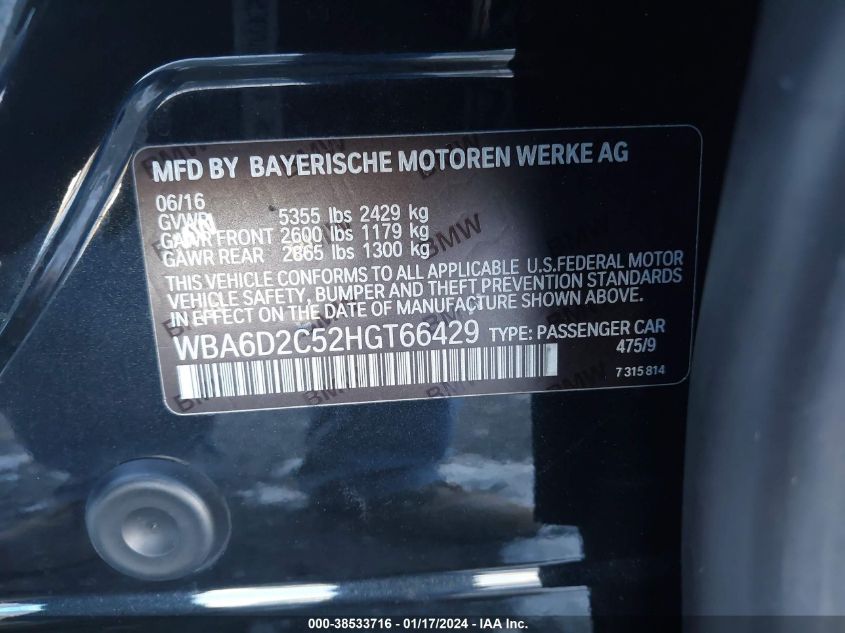 MFD BY BAYERISCHE MOTOREN WERKE AG
06/16
GVWR 5355 lbs 2429 kg
GAWR FRONT 2600 lbs 1179 kg
GAWR REAR 2865 lbs 1300 kg
THIS VEHICLE CONFORMS TO ALL APPLICABLE U.S.FEDERAL MOTOR
VEHICLE SAFETY, BUMPER AND THEFT PREVENTION STANDARDS
IN EFFECT ON THE DATE OF MANUFACTURE SHOWN ABOVE.
WBA6D2C52HGT66429 TYPE: PASSENGER CAR
475/9
7 315 814
000-38533716 - 01/17/2024 - IAA Inc.